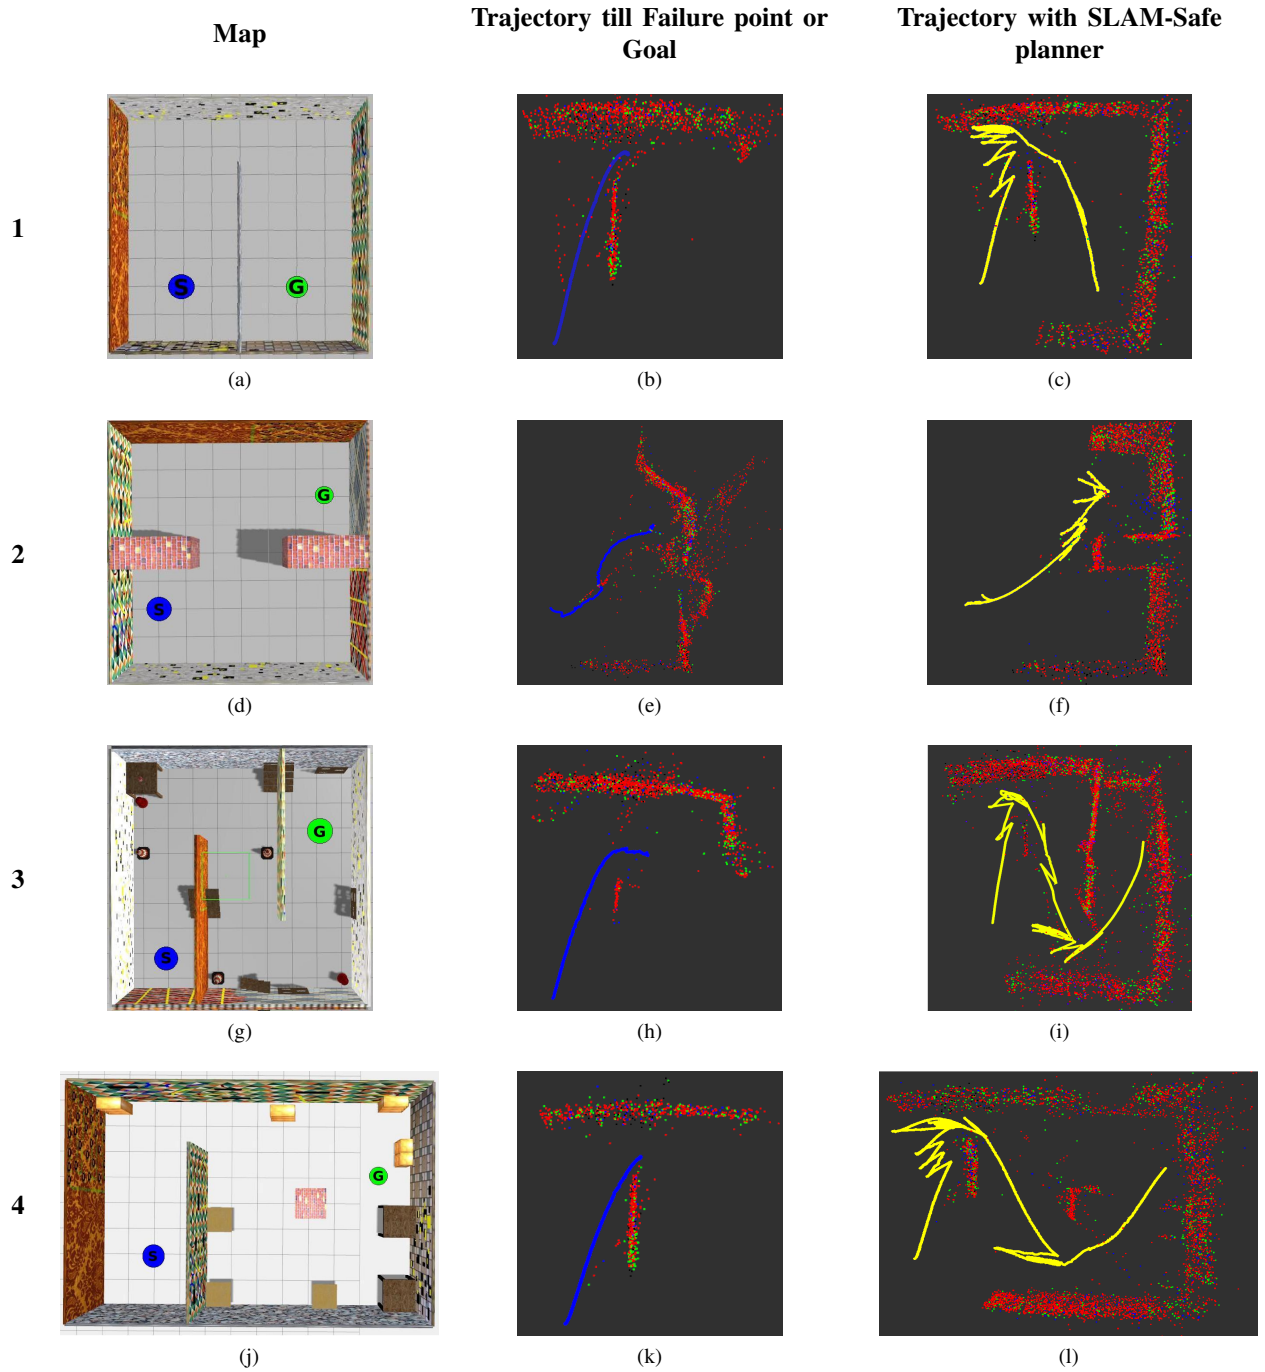 Map
Trajectory till Failure point or
Goal
Trajectory with SLAM-Safe
planner
1
S
G
(a)
(b)
(c)
2
G
S
(d)
(e)
(f)
3
G
S
(g)
(h)
(i)
4
G
S
(j)
(k)
(l)